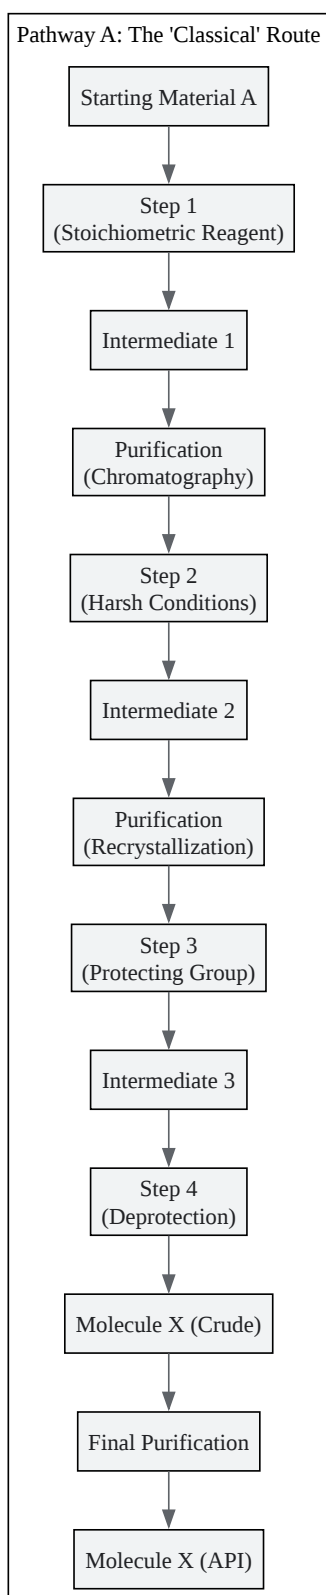 Pathway A: The 'Classical' Route
Starting Material A
Step 1
(Stoichiometric Reagent)
Intermediate 1
Purification
(Chromatography)
Step 2
(Harsh Conditions)
Intermediate 2
Purification
(Recrystallization)
Step 3
(Protecting Group)
Intermediate 3
Step 4
(Deprotection)
Molecule X (Crude)
Final Purification
Molecule X (API)